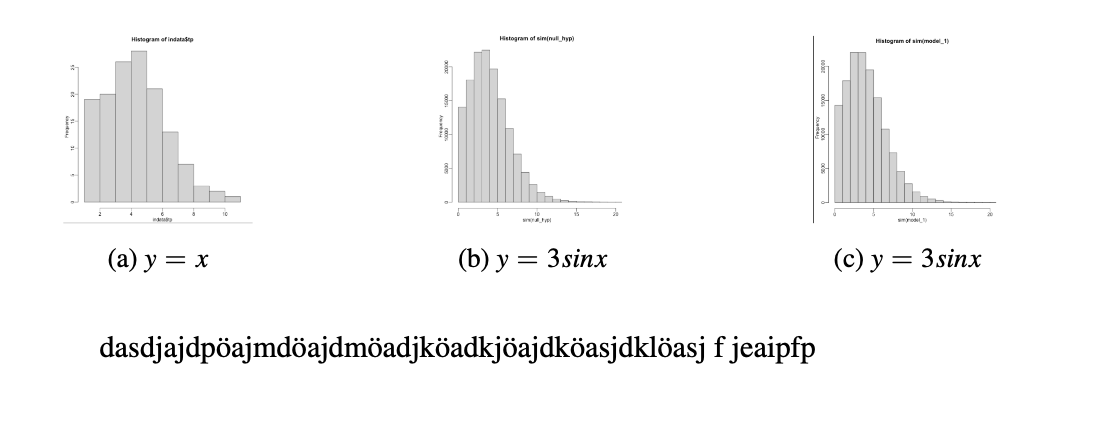 Histogram of indata$tp
Frequency
0 5 10 15 20 25
2 4 6 8 10
indata$tp
(a) y = x
Histogram of sim(null_hyp)
Frequency
0 5000 10000 15000 20000
0 5 10 15 20
sim(null_hyp)
(b) y = 3sinx
Histogram of sim(model_1)
Frequency
0 5000 10000 15000 20000
0 5 10 15 20
sim(model_1)
(c) y = 3sinx
dasdjajdpöajmdöajdmöadjköadkjöajdköasjdklöasj f jeaipfp